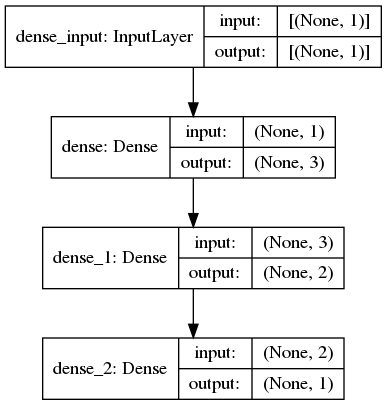 dense_input: InputLayer
input: [(None, 1)]
output: [(None, 1)]
dense: Dense
input: (None, 1)
output: (None, 3)
dense_1: Dense
input: (None, 3)
output: (None, 2)
dense_2: Dense
input: (None, 2)
output: (None, 1)